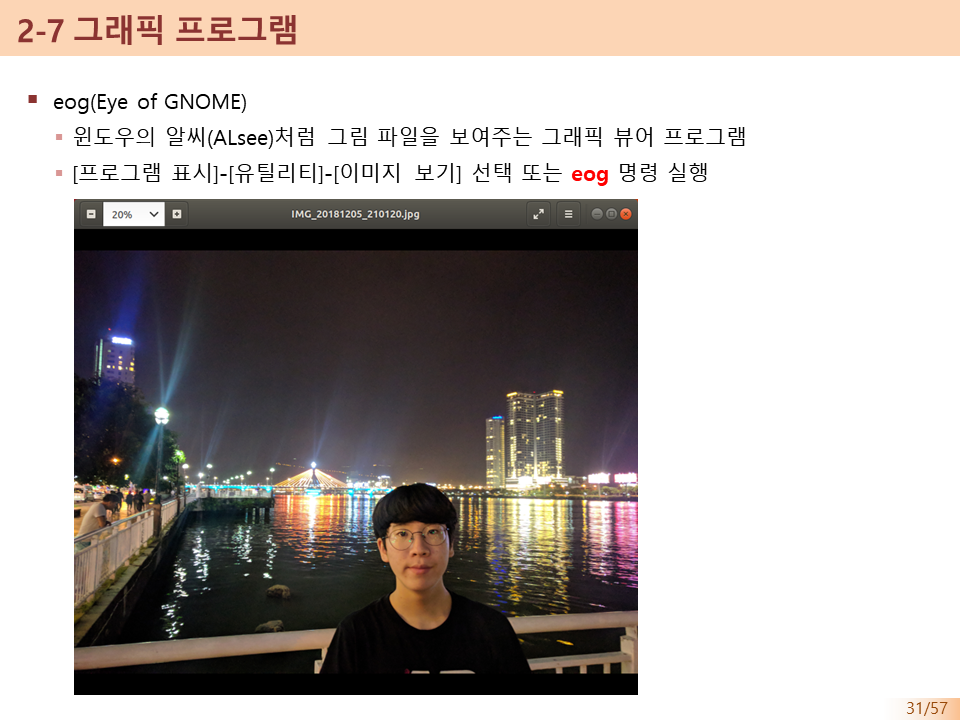 2-7 그래픽 프로그램
eog(Eye of GNOME)
윈도우의 알씨(ALsee)처럼 그림 파일을 보여주는 그래픽 뷰어 프로그램
[프로그램 표시]-[유틸리티]-[이미지 보기] 선택 또는 eog 명령 실행
20%
IMG_20181205_210120.jpg
31/57